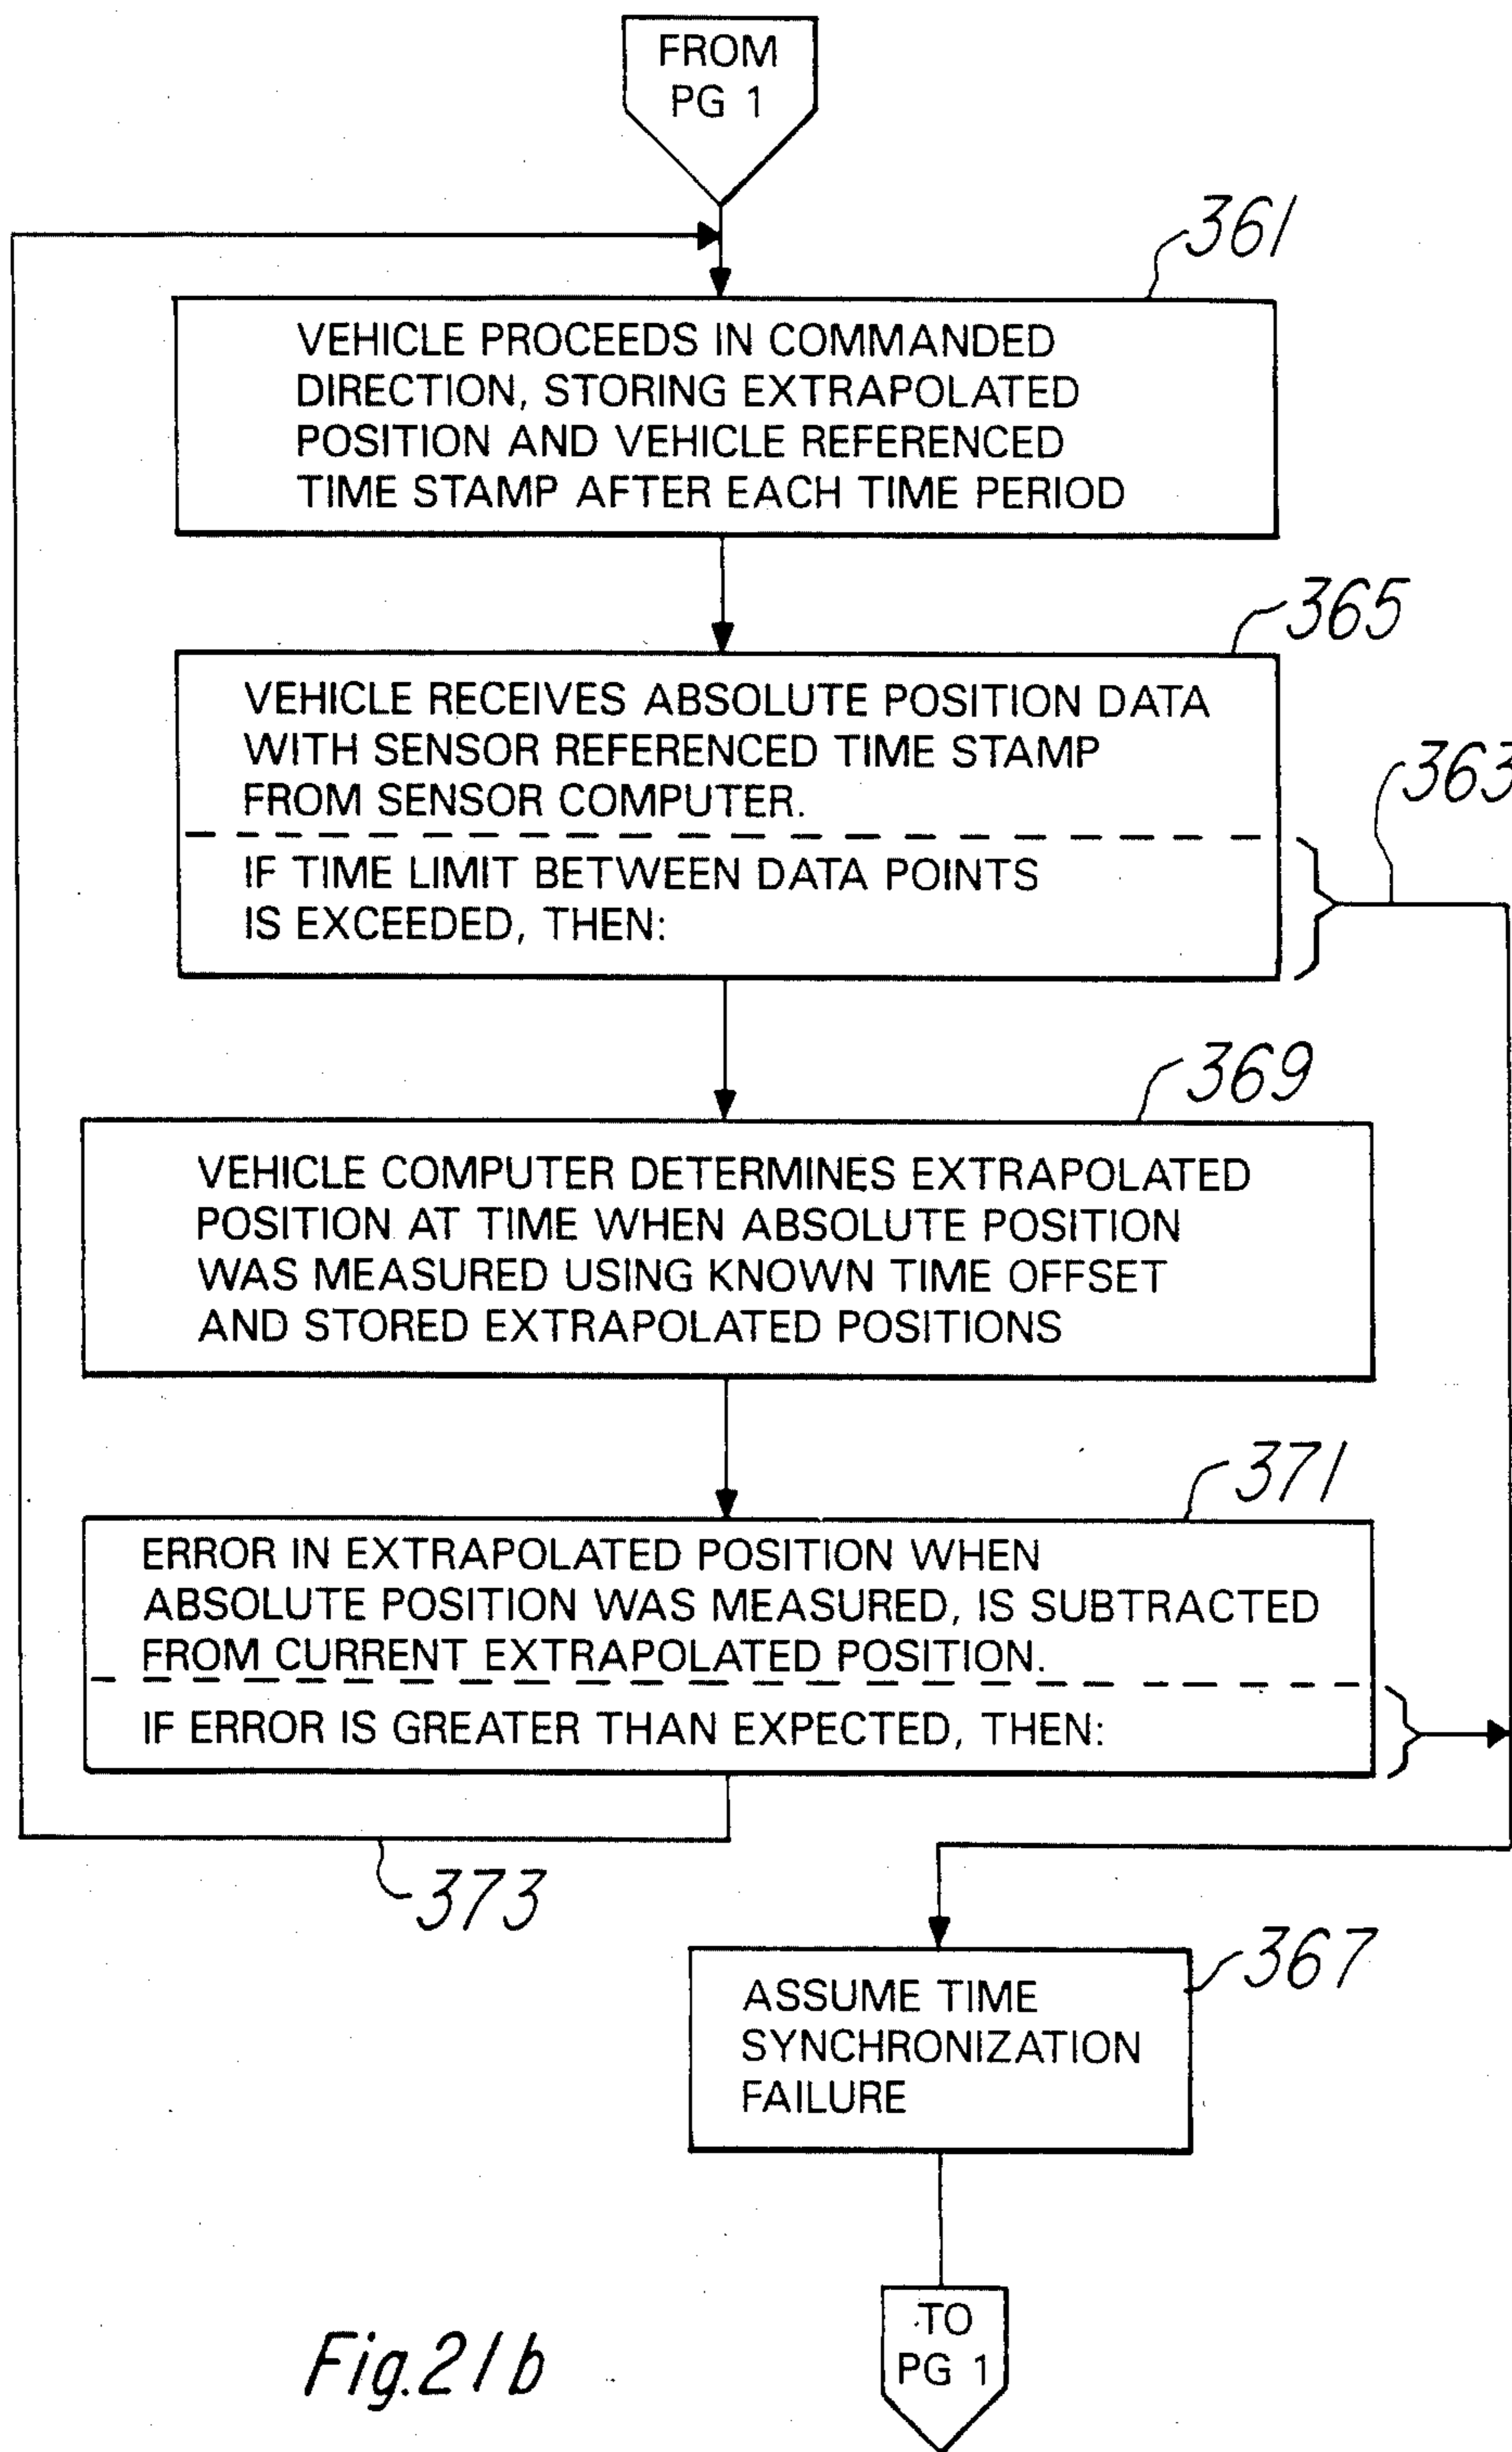 FROM
PG 1
361
VEHICLE PROCEEDS IN COMMANDED
DIRECTION, STORING EXTRAPOLATED
POSITION AND VEHICLE REFERENCED
TIME STAMP AFTER EACH TIME PERIOD
365
VEHICLE RECEIVES ABSOLUTE POSITION DATA
WITH SENSOR REFERENCED TIME STAMP
FROM SENSOR COMPUTER.
363
IF TIME LIMIT BETWEEN DATA POINTS
IS EXCEEDED, THEN:
369
VEHICLE COMPUTER DETERMINES EXTRAPOLATED
POSITION AT TIME WHEN ABSOLUTE POSITION
WAS MEASURED USING KNOWN TIME OFFSET
AND STORED EXTRAPOLATED POSITIONS
371
ERROR IN EXTRAPOLATED POSITION WHEN
ABSOLUTE POSITION WAS MEASURED, IS SUBTRACTED
FROM CURRENT EXTRAPOLATED POSITION.
IF ERROR IS GREATER THAN EXPECTED, THEN:
373
367
ASSUME TIME
SYNCHRONIZATION
FAILURE
TO
PG 1
Fig.21b